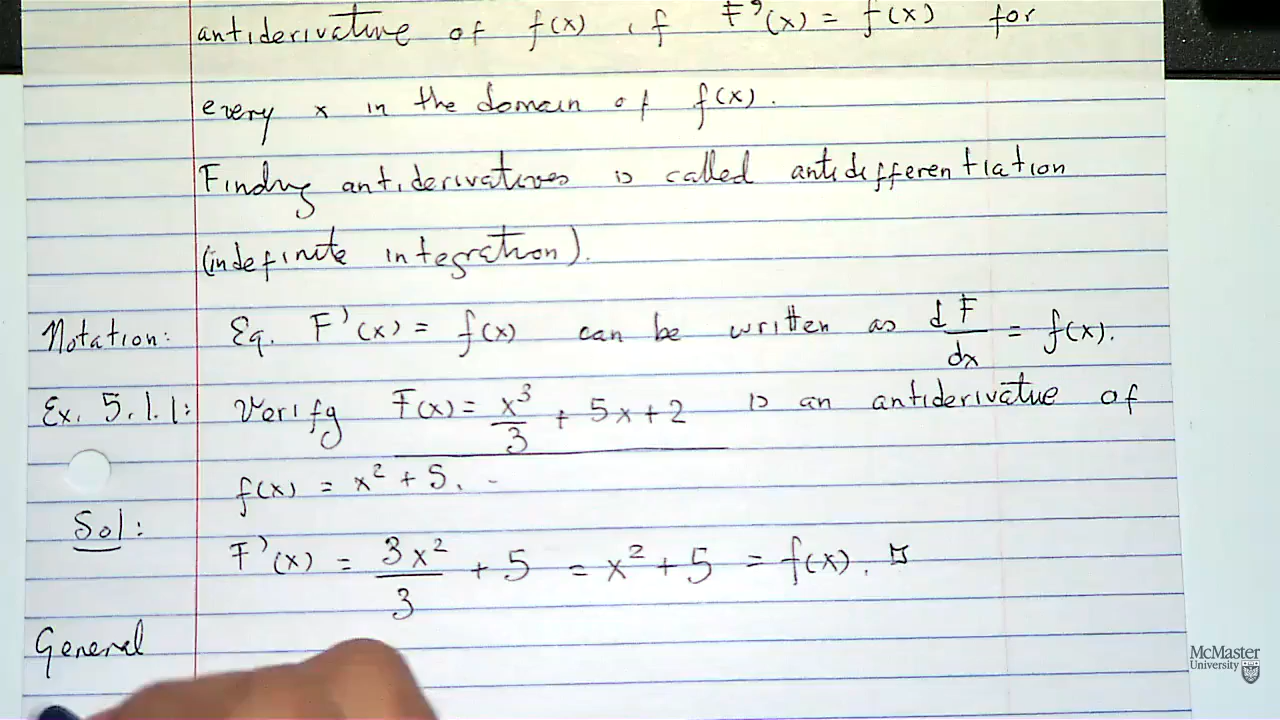 antiderivative of f(x) if F'(x) = f(x) for
every x in the domain of f(x).
Finding antiderivatives is called antidifferentiation
(indefinite integration).
Notation: Eq. F'(x) = f(x) can be written as dF/dx = f(x).
Ex. 5.1.1: Verify F(x) = x³/3 + 5x + 2 is an antiderivatue of
f(x) = x² + 5.
Sol: F'(x) = 3x²/3 + 5 = x² + 5 = f(x).
General
McMaster
University